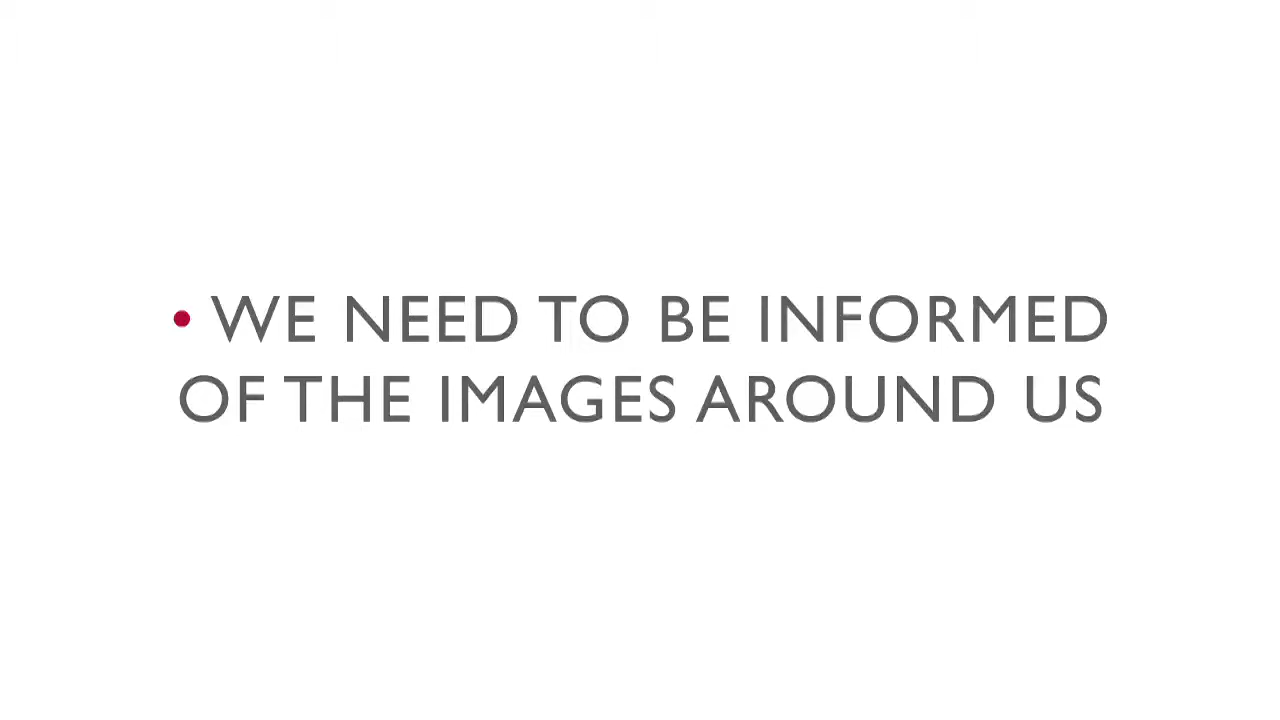 • WE NEED TO BE INFORMED
OF THE IMAGES AROUND US